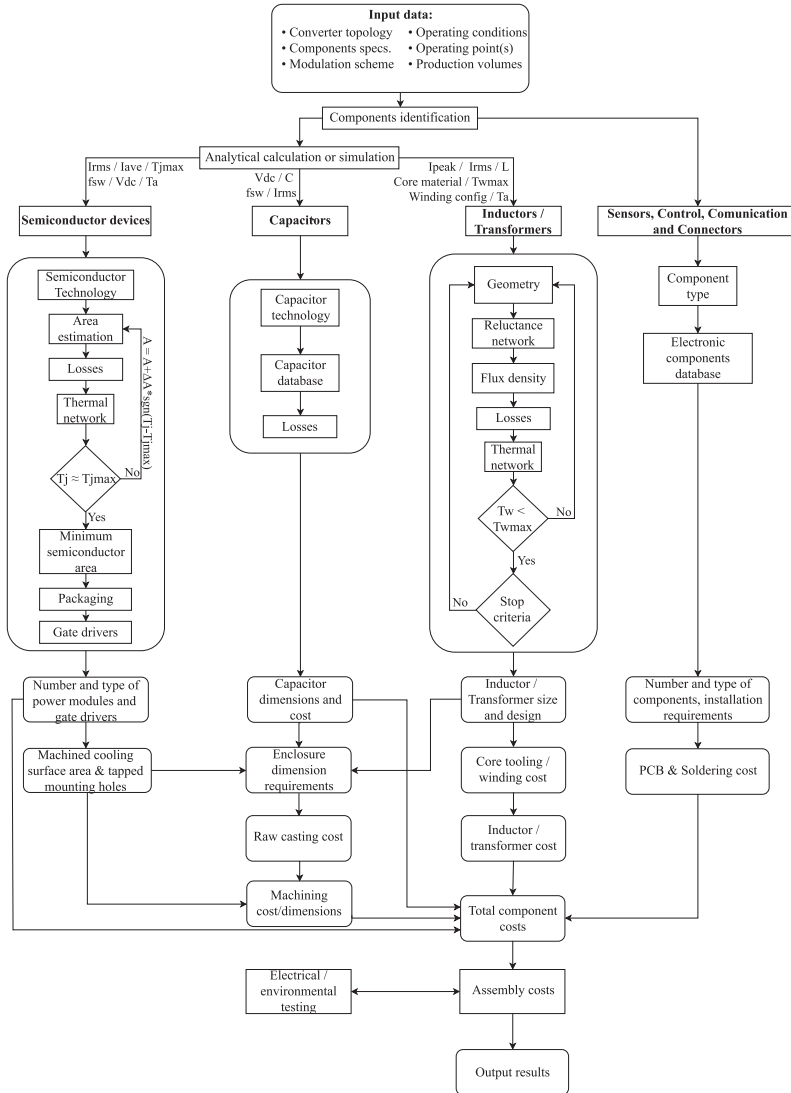 Input data:
• Converter topology
• Components specs.
• Modulation scheme
• Operating conditions
• Operating point(s)
• Production volumes
Components identification
Analytical calculation or simulation
Irms / Iave / Tjmax
fsw / Vdc / Ta
Vdc / C
fsw / Irms
Ipeak / Irms / L
Core material / Twmax
Winding config / Ta
Semiconductor devices
Capacitors
Inductors /
Transformers
Sensors, Control, Comunication
and Connectors
Semiconductor
Technology
Area
estimation
Losses
Thermal
network
Tj ≈ Tjmax
No
A = A+ΔA*sgn(Tj-Tjmax)
Yes
Minimum
semiconductor
area
Packaging
Gate drivers
Capacitor
technology
Capacitor
database
Losses
Geometry
Reluctance
network
Flux density
Losses
Thermal
network
Tw <
Twmax
No
Yes
Stop
criteria
No
Component
type
Electronic
components
database
Number and type of
power modules and
gate drivers
Capacitor
dimensions and
cost
Inductor /
Transformer size
and design
Number and type of
components, installation
requirements
Machined cooling
surface area & tapped
mounting holes
Enclosure
dimension
requirements
Core tooling /
winding cost
PCB & Soldering cost
Raw casting cost
Inductor /
transformer cost
Machining
cost/dimensions
Total component
costs
Electrical /
environmental
testing
Assembly costs
Output results